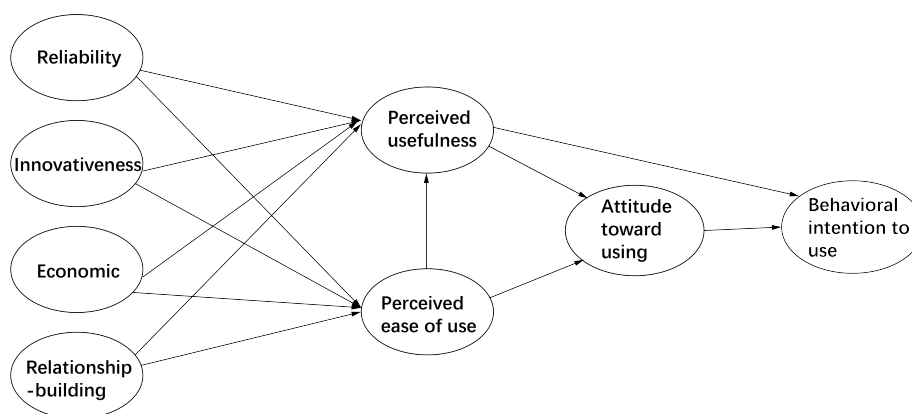 Reliability
Innovativeness
Economic
Relationship
-building
Perceived
usefulness
Perceived
ease of use
Attitude
toward
using
Behavioral
intention to
use